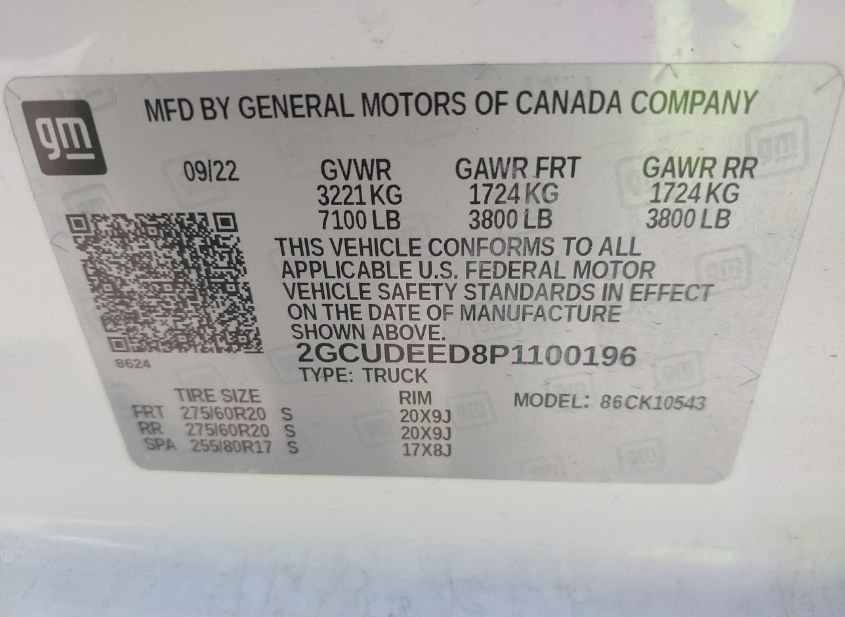 gm
MFD BY GENERAL MOTORS OF CANADA COMPANY
09/22 GVWR GAWR FRT GAWR RR
3221 KG 1724 KG 1724 KG
7100 LB 3800 LB 3800 LB
THIS VEHICLE CONFORMS TO ALL
APPLICABLE U.S. FEDERAL MOTOR
VEHICLE SAFETY STANDARDS IN EFFECT
ON THE DATE OF MANUFACTURE
SHOWN ABOVE.
2GCUDEED8P1100196
8624
TYPE: TRUCK
TIRE SIZE RIM MODEL: 86CK10543
FRT 275/60R20 S 20X9J
RR 275/60R20 S 20X9J
SPA 255/80R17 S 17X8J